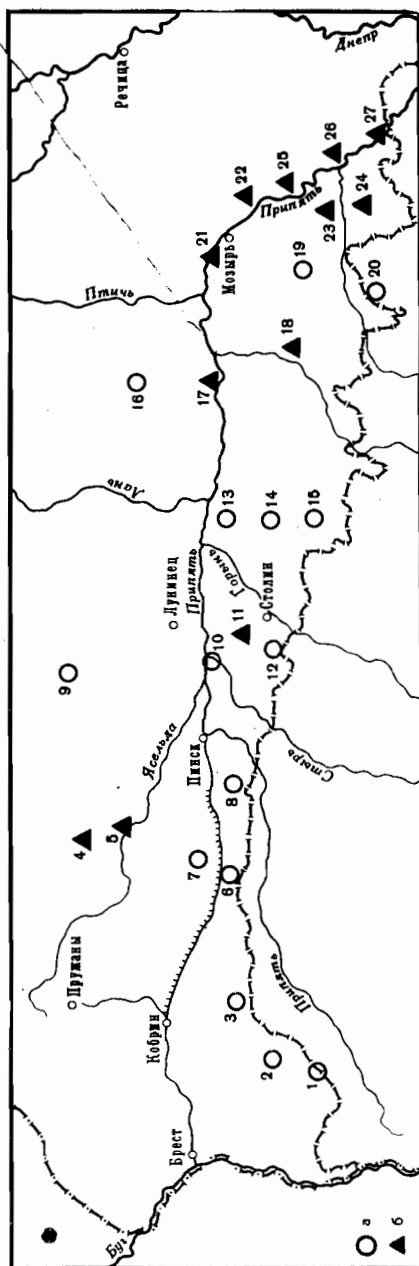 Речица
Днепр
27
26
25
24
23
22
Припять
21
Мозырь
20
19
Птичь
18
17
16
Лань
15
14
13
Припять
Горынь
Лунинец
Столин
11
10
12
9
Ясельда
Пинск
Стырь
8
4
5
7
6
Пружаны
Кобрин
3
Припять
2
1
Брест
Буг
а
б